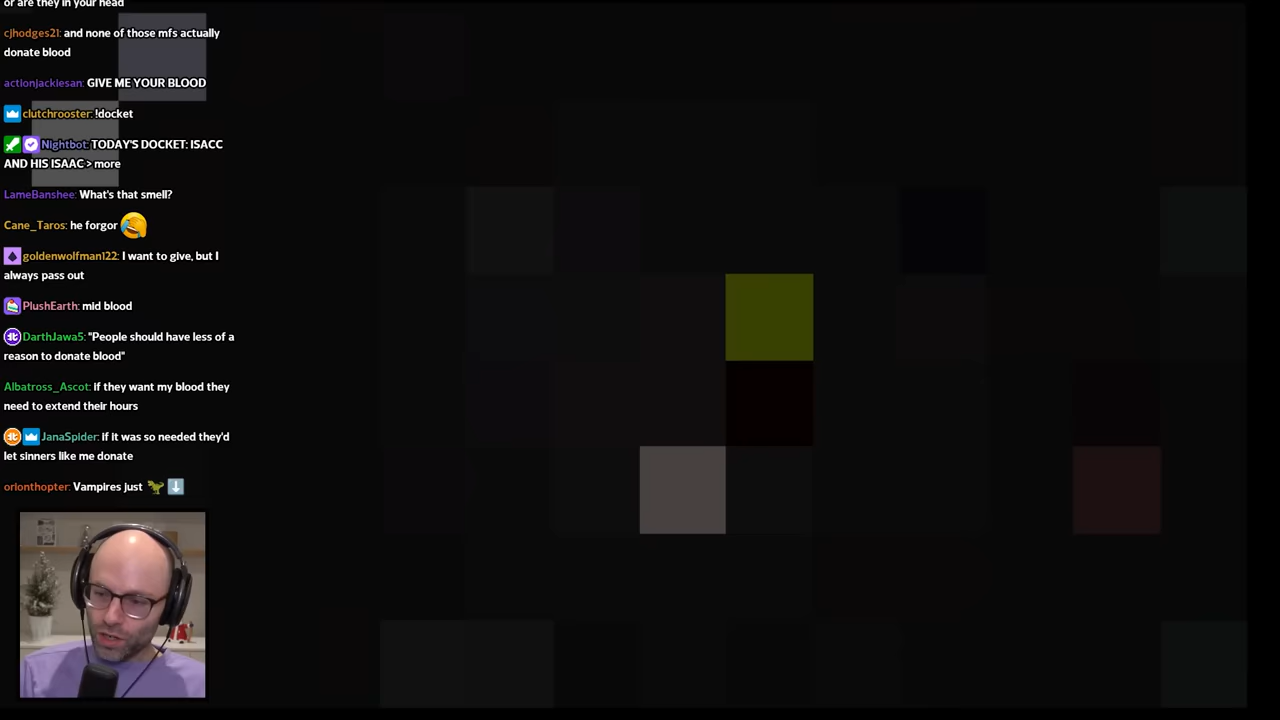 or are they in your head
cjhodges21: and none of those mfs actually
donate blood
actionjackiesan: GIVE ME YOUR BLOOD
clutchrooster: !docket
Nightbot: TODAY'S DOCKET: ISACC
AND HIS ISAAC > more
LameBanshee: What's that smell?
Cane_Taros: he forgor
goldenwolfman122: I want to give, but I
always pass out
PlushEarth: mid blood
DarthJawa5: "People should have less of a
reason to donate blood"
Albatross_Ascot: If they want my blood they
need to extend their hours
JanaSpider: if it was so needed they'd
let sinners like me donate
orionthopter: Vampires just